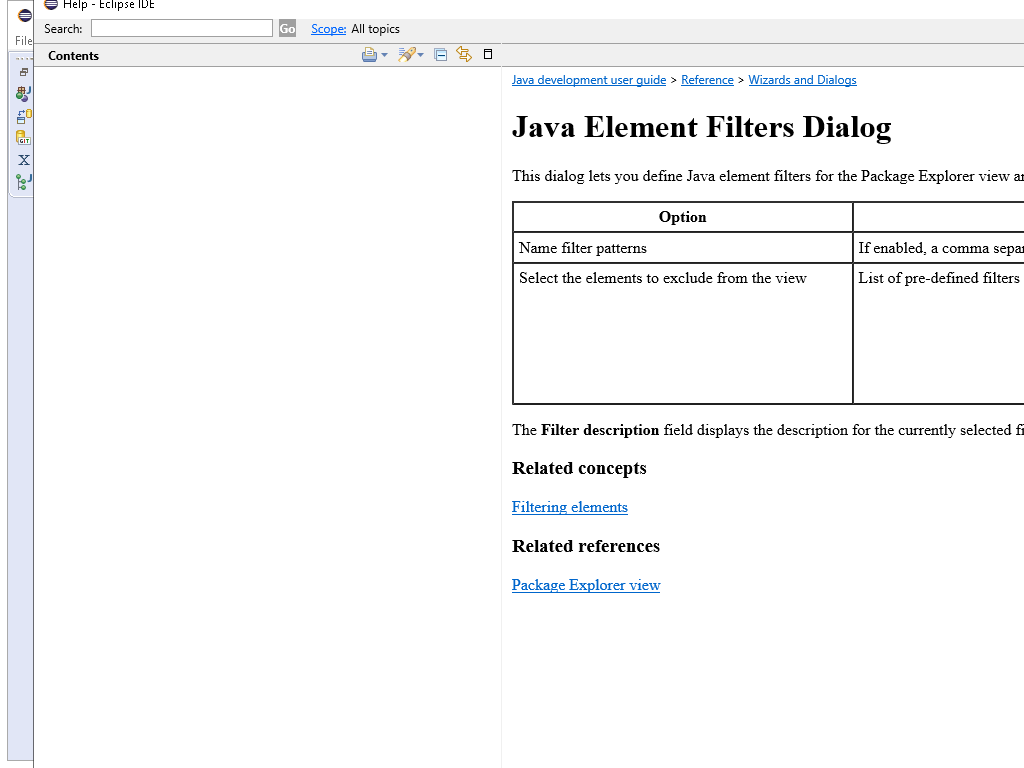 Help - Eclipse IDE
File
Search: Go Scope: All topics
Contents
GIT
X
Java development user guide > Reference > Wizards and Dialogs
Java Element Filters Dialog
This dialog lets you define Java element filters for the Package Explorer view
Option
Name filter patterns If enabled, a comma
Select the elements to exclude from the view List of pre-defined filters
The Filter description field displays the description for the currently selected
Related concepts
Filtering elements
Related references
Package Explorer view